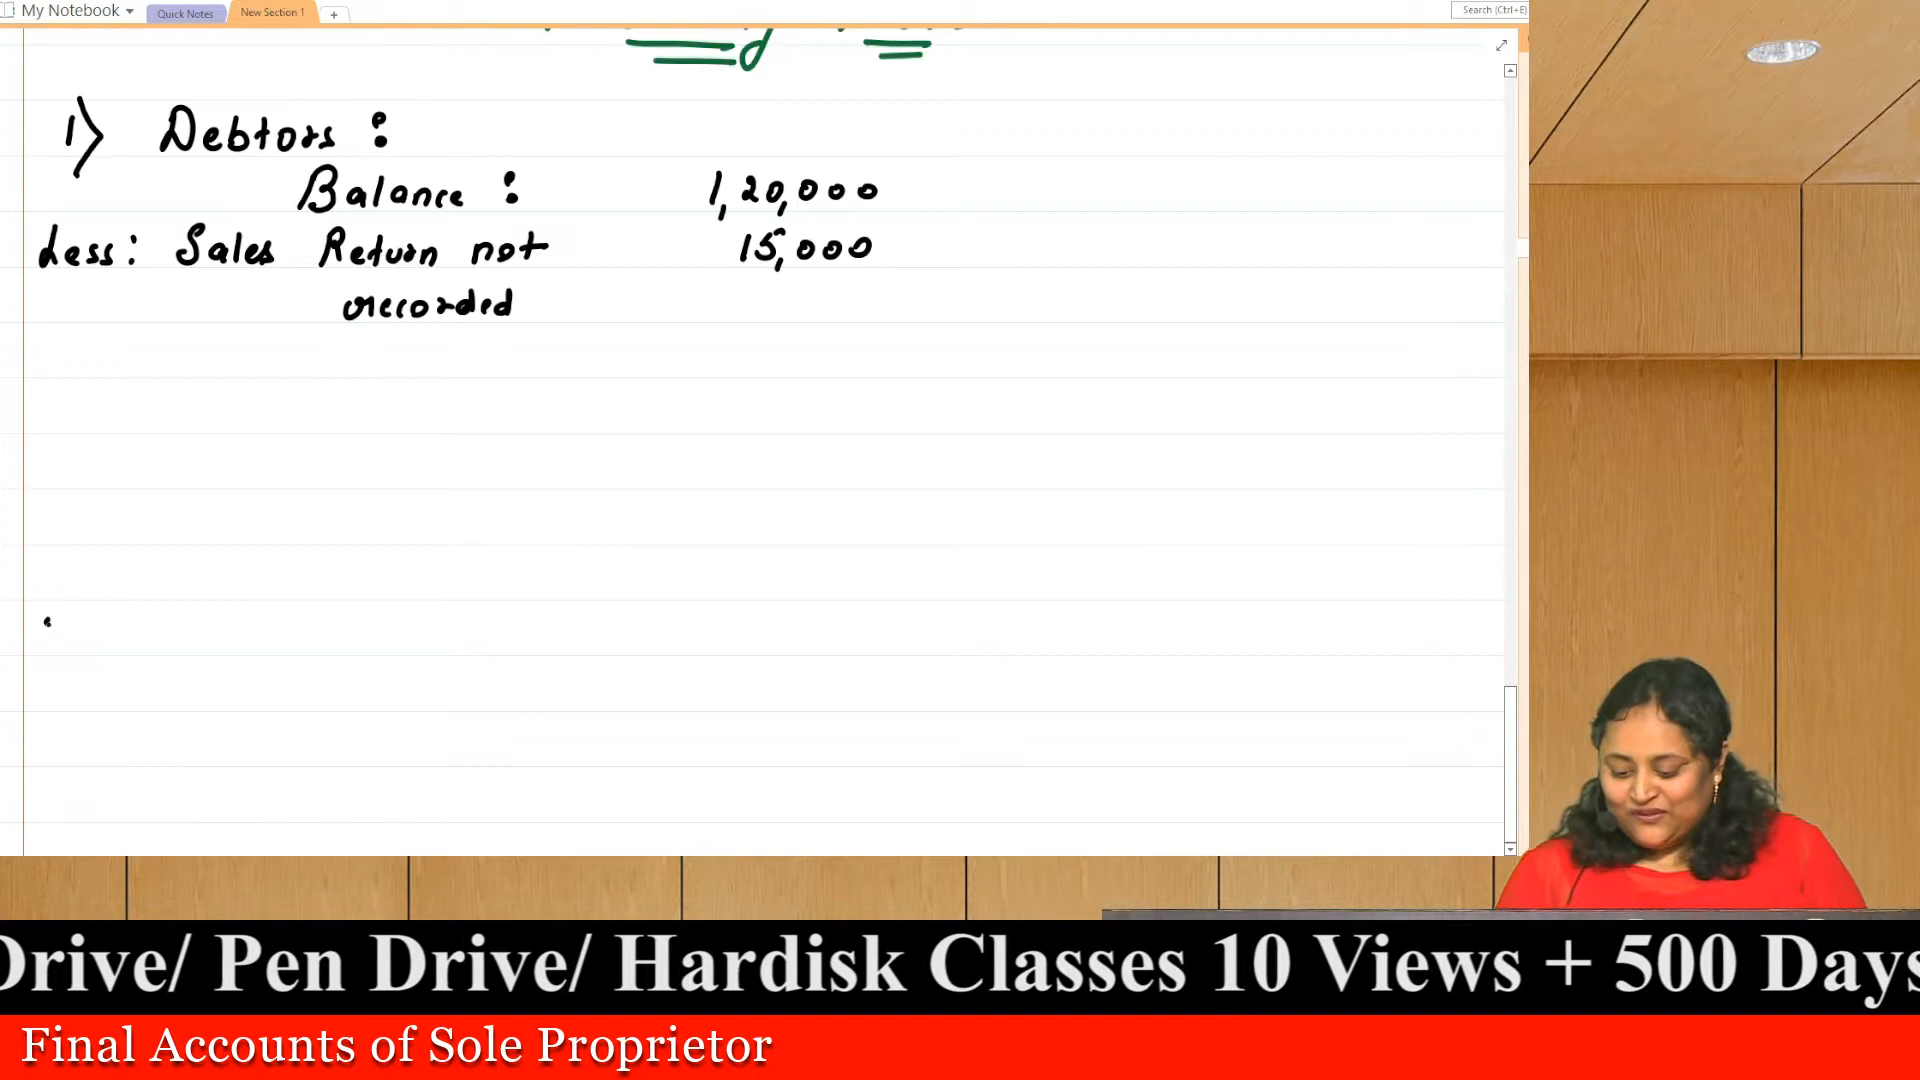 My Notebook
Quick Notes
New Section 1
+
Search (Ctrl+E)
1) Debtors :
Balance : 1,20,000
Less: Sales Return not 15,000
recorded
Drive/ Pen Drive/ Hardisk Classes 10 Views + 500 Days
Final Accounts of Sole Proprietor